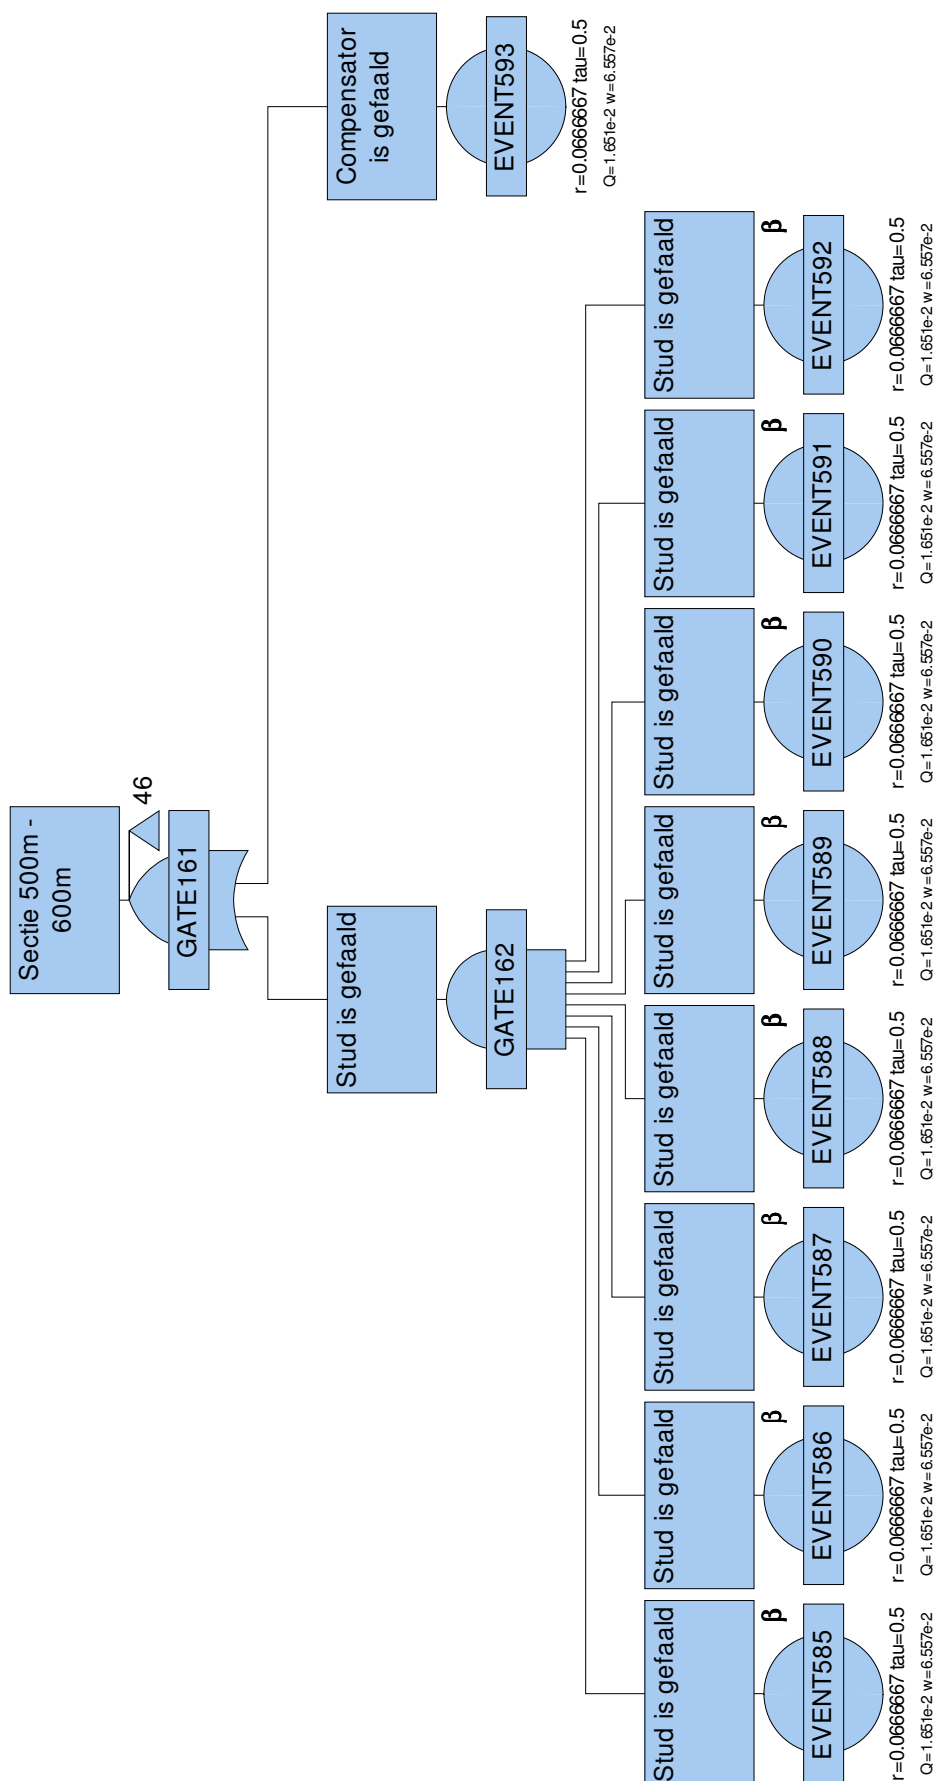 Sectie 500m -
600m
46
GATE161
Stud is gefaald
GATE162
Compensator
is gefaald
EVENT593
r=0.0666667 tau=0.5
Q=1.651e-2 w=6.557e-2
Stud is gefaald
β
EVENT585
r=0.0666667 tau=0.5
Q=1.651e-2 w=6.557e-2
Stud is gefaald
β
EVENT586
r=0.0666667 tau=0.5
Q=1.651e-2 w=6.557e-2
Stud is gefaald
β
EVENT587
r=0.0666667 tau=0.5
Q=1.651e-2 w=6.557e-2
Stud is gefaald
β
EVENT588
r=0.0666667 tau=0.5
Q=1.651e-2 w=6.557e-2
Stud is gefaald
β
EVENT589
r=0.0666667 tau=0.5
Q=1.651e-2 w=6.557e-2
Stud is gefaald
β
EVENT590
r=0.0666667 tau=0.5
Q=1.651e-2 w=6.557e-2
Stud is gefaald
β
EVENT591
r=0.0666667 tau=0.5
Q=1.651e-2 w=6.557e-2
Stud is gefaald
β
EVENT592
r=0.0666667 tau=0.5
Q=1.651e-2 w=6.557e-2